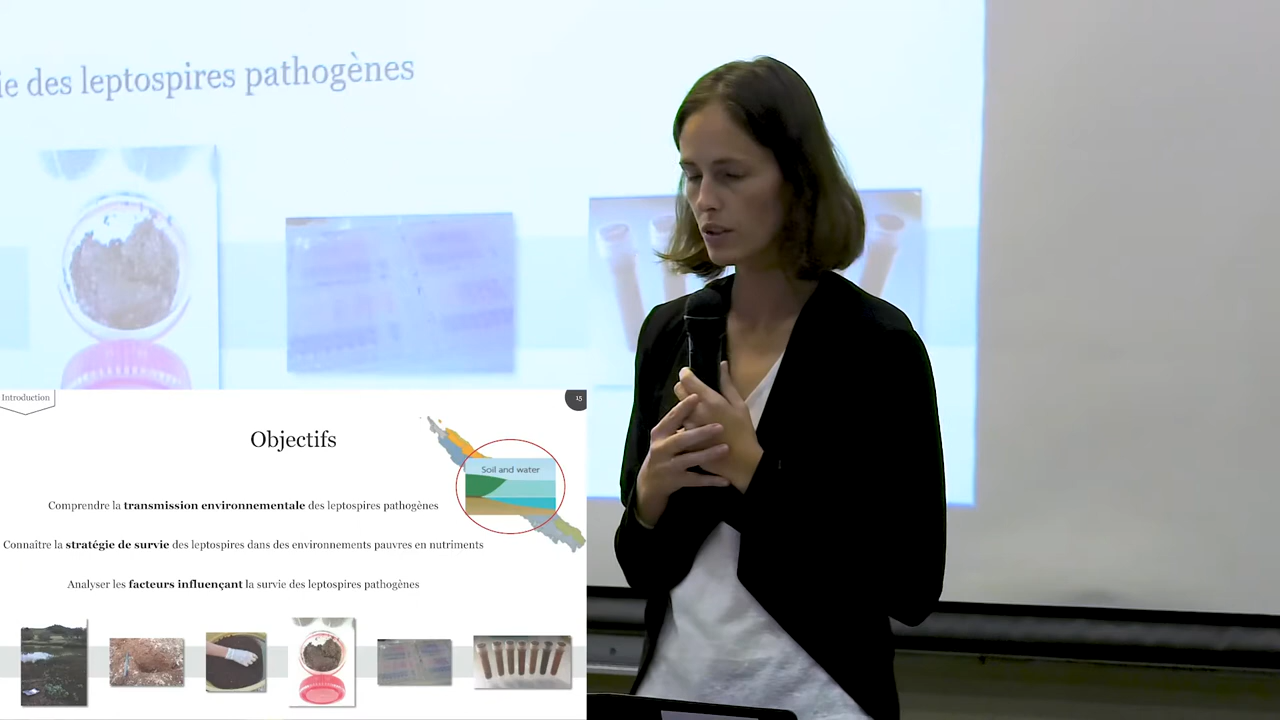 ie des leptospires pathogènes
Introduction
15
Objectifs
Soil and water
Comprendre la transmission environnementale des leptospires pathogènes
Connaître la stratégie de survie des leptospires dans des environnements pauvres en nutriments
Analyser les facteurs influençant la survie des leptospires pathogènes